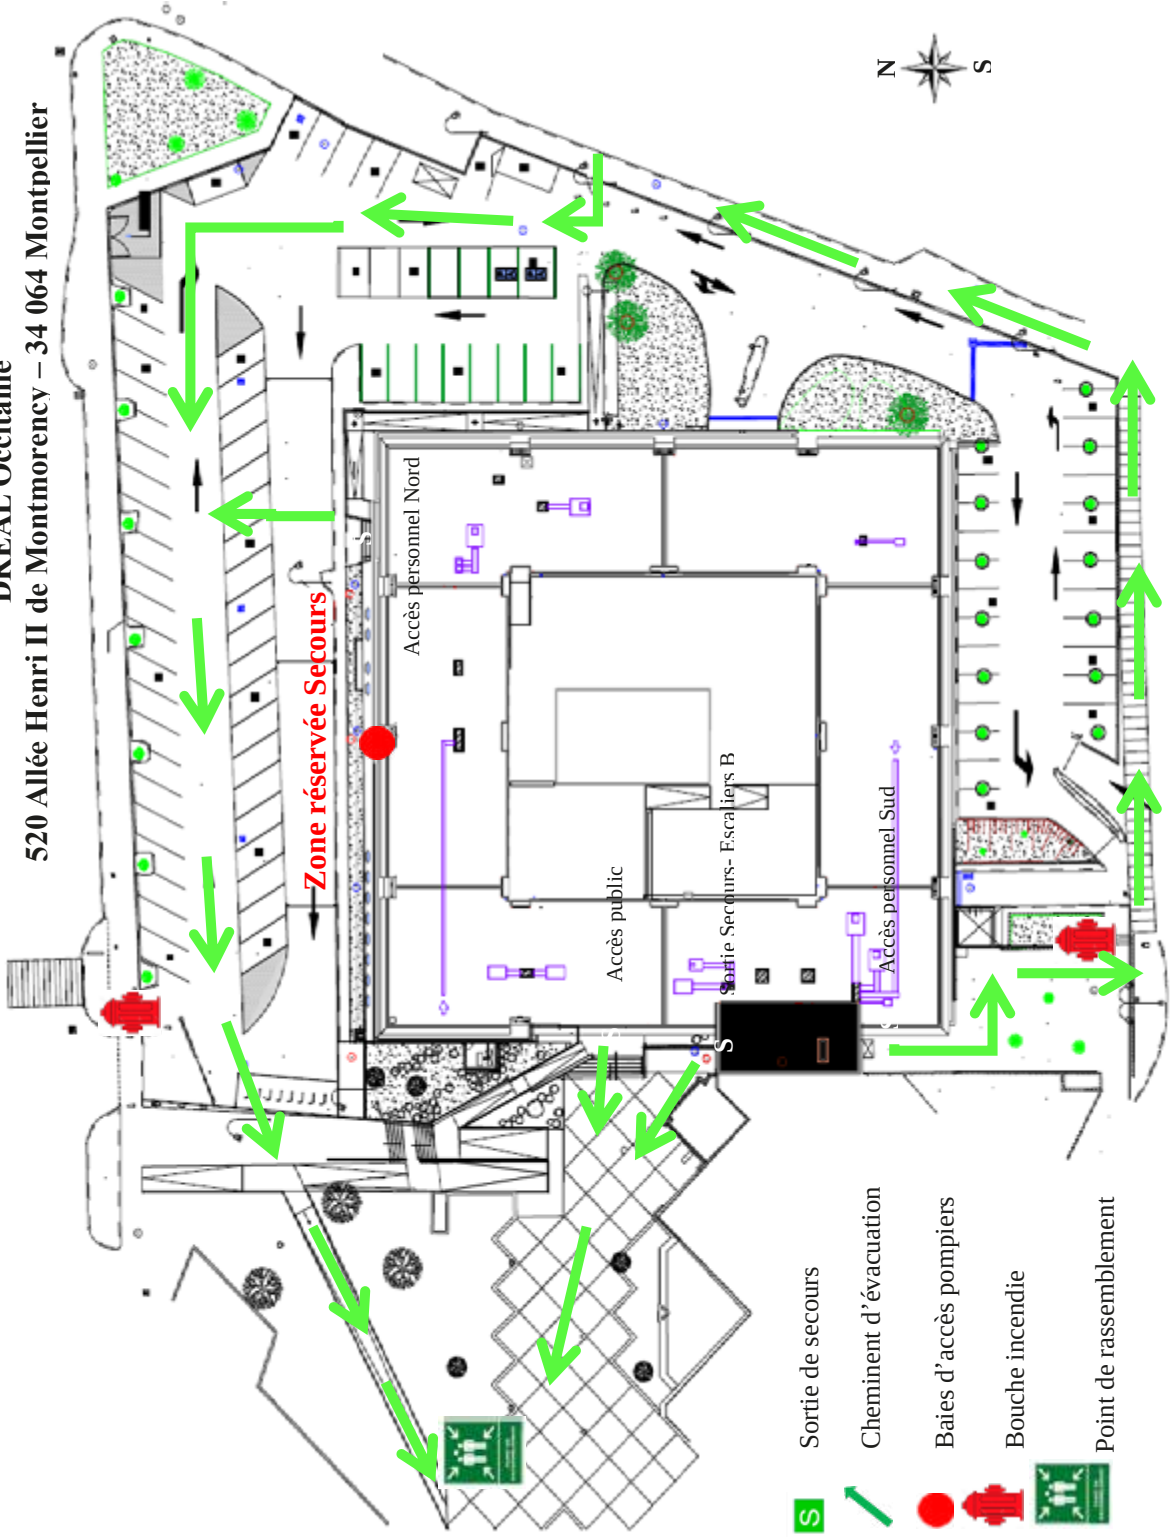 DREAL Occitanie
520 Allée Henri II de Montmorency – 34 064 Montpellier
N
S
Zone réservée Secours
Accès personnel Nord
Accès public
Sortie Secours- Escaliers B
Accès personnel Sud
S
S
S
S
S
Sortie de secours
Cheminent d’évacuation
Baies d’accès pompiers
Bouche incendie
Point de rassemblement